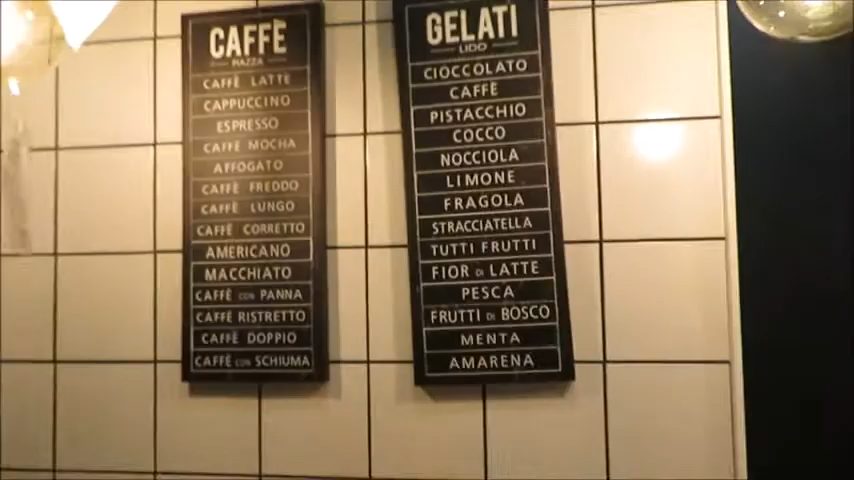 CAFFÈ
PIAZZA
CAFFÈ LATTE
CAPPUCCINO
ESPRESSO
CAFFÈ MOCHA
AFFOGATO
CAFFÈ FREDDO
CAFFÈ LUNGO
CAFFÈ CORRETTO
AMERICANO
MACCHIATO
CAFFÈ CON PANNA
CAFFÈ RISTRETTO
CAFFÈ DOPPIO
CAFFÈ CON SCHIUMA
GELATI
LIDO
CIOCCOLATO
CAFFÈ
PISTACCHIO
COCCO
NOCCIOLA
LIMONE
FRAGOLA
STRACCIATELLA
TUTTI FRUTTI
FIOR DI LATTE
PESCA
FRUTTI DI BOSCO
MENTA
AMARENA